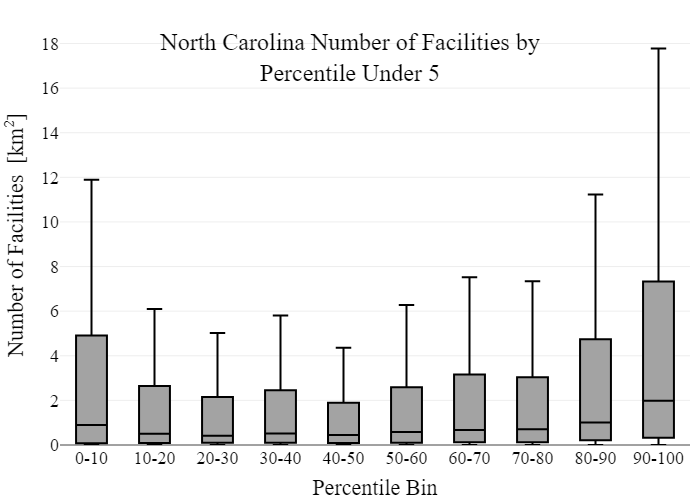 North Carolina Number of Facilities by
Percentile Under 5
Number of Facilities [km²]
18
16
14
12
10
8
6
4
2
0
0-10 10-20 20-30 30-40 40-50 50-60 60-70 70-80 80-90 90-100
Percentile Bin